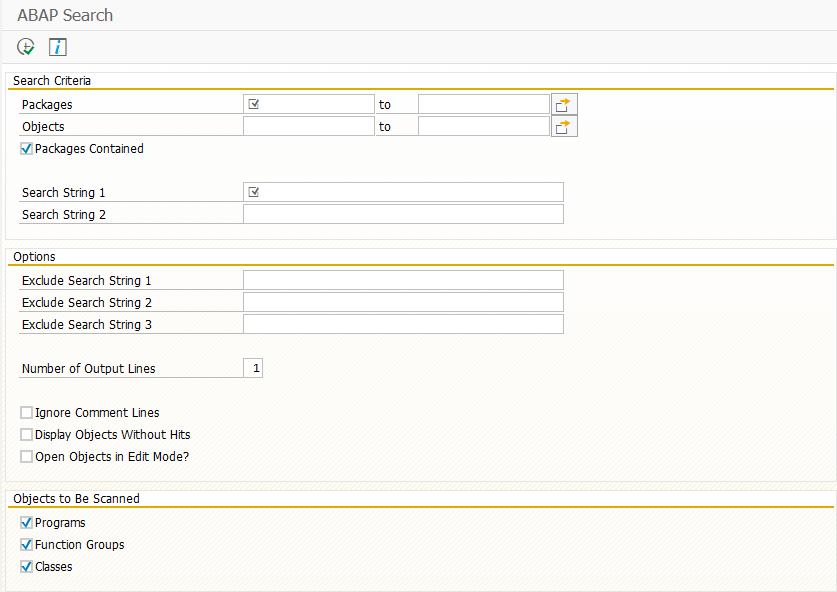 ABAP Search
Search Criteria
Packages to
Objects to
Packages Contained
Search String 1
Search String 2
Options
Exclude Search String 1
Exclude Search String 2
Exclude Search String 3
Number of Output Lines 1
Ignore Comment Lines
Display Objects Without Hits
Open Objects in Edit Mode?
Objects to Be Scanned
Programs
Function Groups
Classes